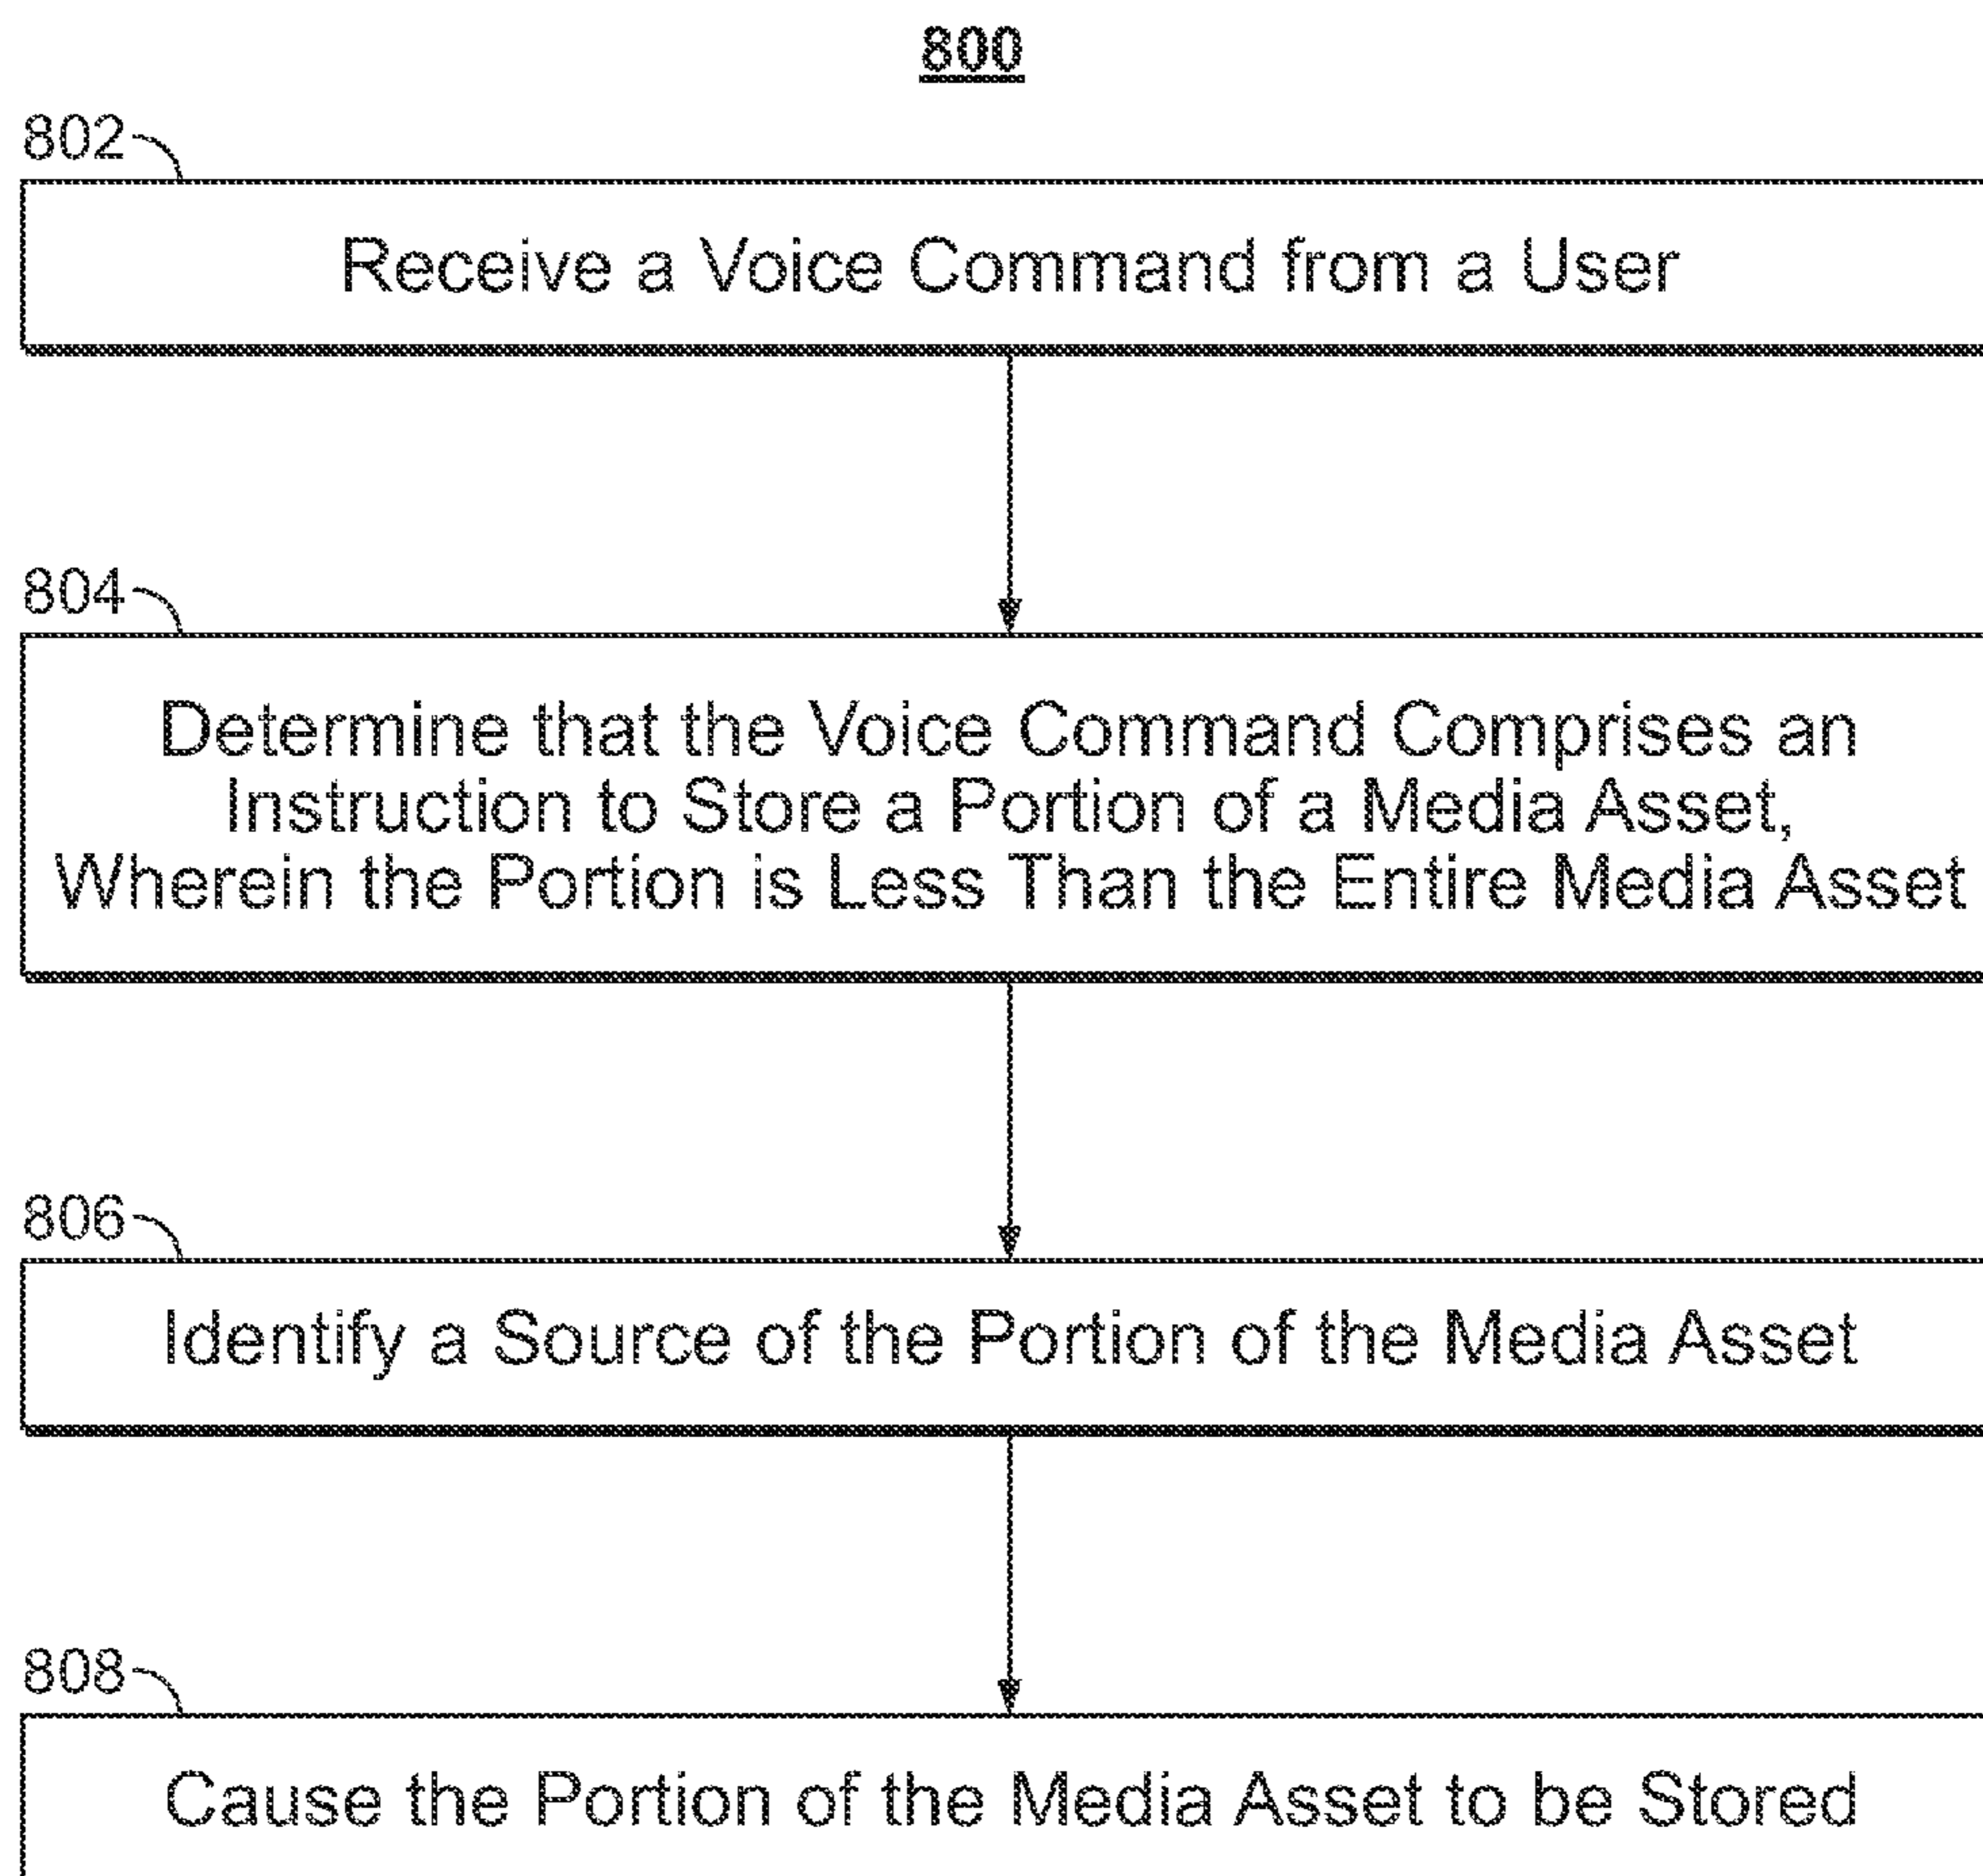 800
802
Receive a Voice Command from a User
804
Determine that the Voice Command Comprises an
Instruction to Store a Portion of a Media Asset,
Wherein the Portion is Less Than the Entire Media Asset
806
Identify a Source of the Portion of the Media Asset
808
Cause the Portion of the Media Asset to be Stored